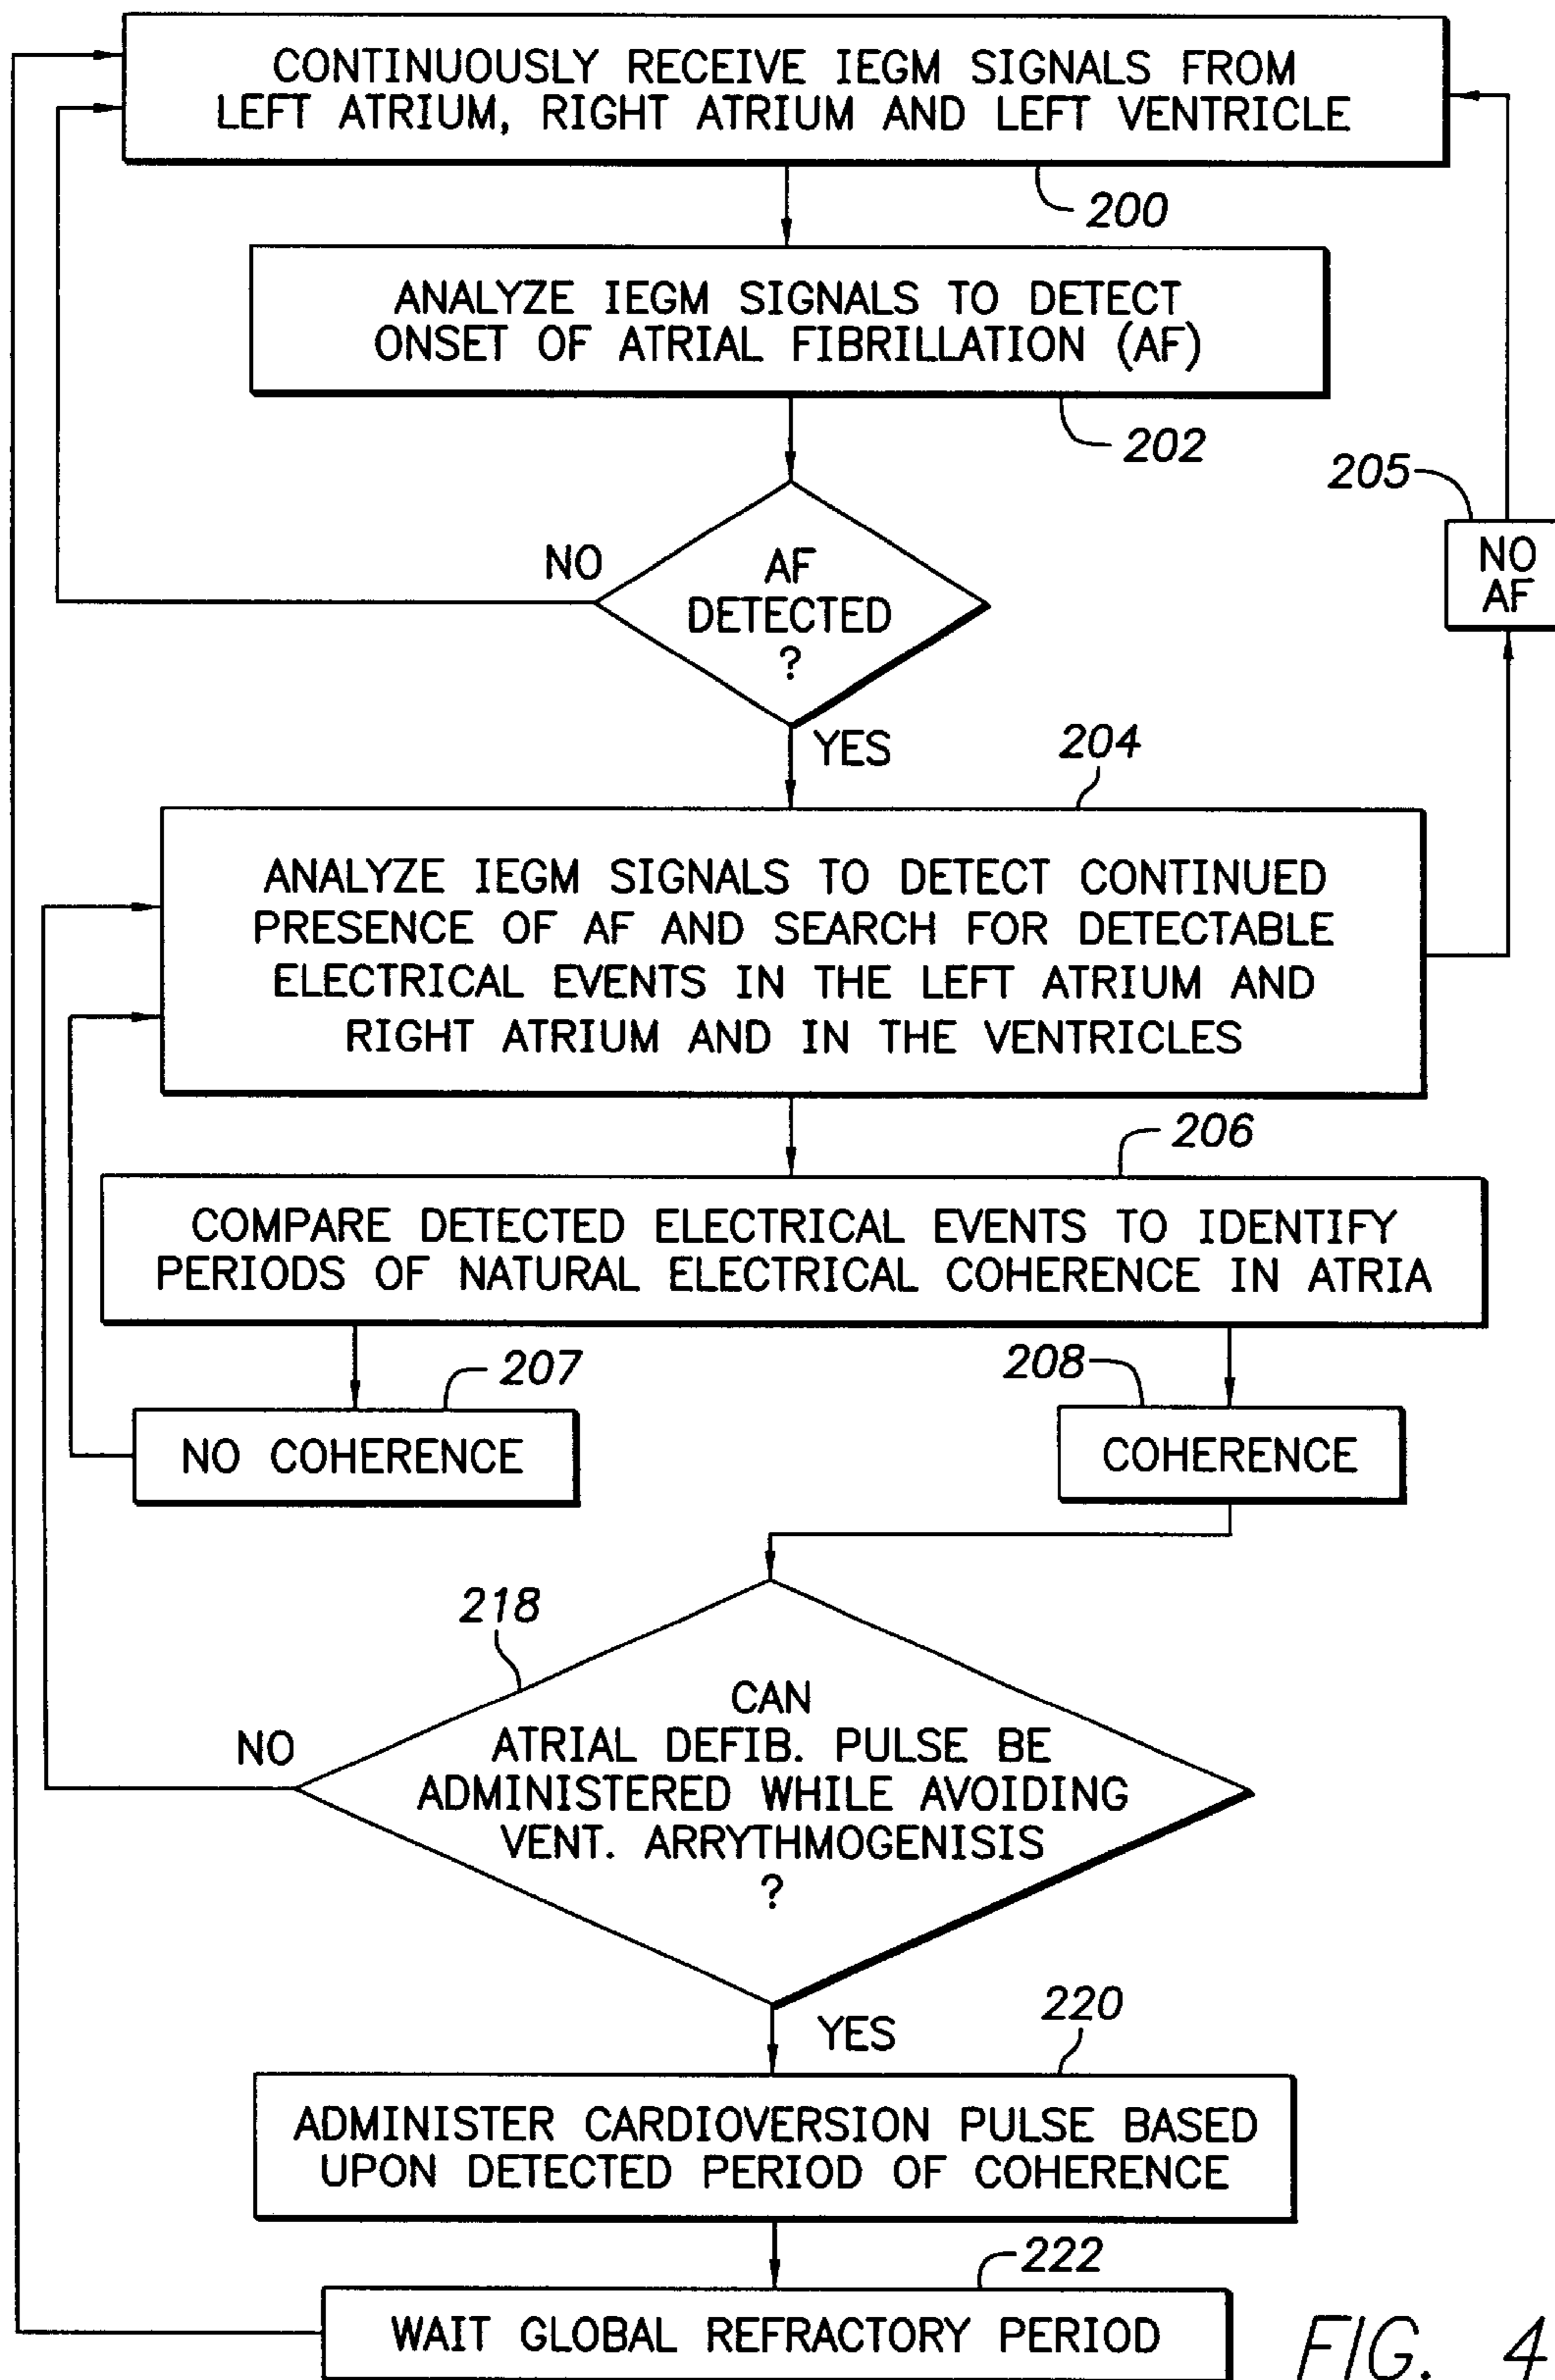 CONTINUOUSLY RECEIVE IEGM SIGNALS FROM
LEFT ATRIUM, RIGHT ATRIUM AND LEFT VENTRICLE
200
ANALYZE IEGM SIGNALS TO DETECT
ONSET OF ATRIAL FIBRILLATION (AF)
202
205
NO
AF
NO
AF
DETECTED
?
YES
204
ANALYZE IEGM SIGNALS TO DETECT CONTINUED
PRESENCE OF AF AND SEARCH FOR DETECTABLE
ELECTRICAL EVENTS IN THE LEFT ATRIUM AND
RIGHT ATRIUM AND IN THE VENTRICLES
206
COMPARE DETECTED ELECTRICAL EVENTS TO IDENTIFY
PERIODS OF NATURAL ELECTRICAL COHERENCE IN ATRIA
207
208
NO COHERENCE
COHERENCE
218
CAN
ATRIAL DEFIB. PULSE BE
ADMINISTERED WHILE AVOIDING
VENT. ARRYTHMOGENISIS
?
NO
YES
220
ADMINISTER CARDIOVERSION PULSE BASED
UPON DETECTED PERIOD OF COHERENCE
222
WAIT GLOBAL REFRACTORY PERIOD
FIG. 4